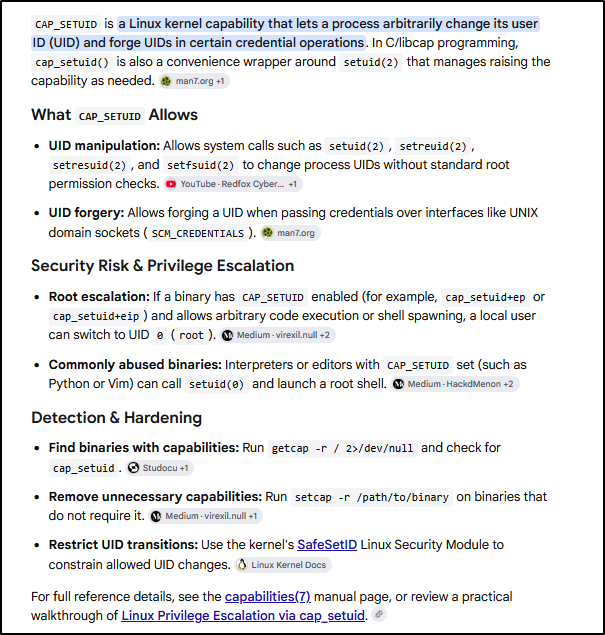 CAP_SETUID is a Linux kernel capability that lets a process arbitrarily change its user
ID (UID) and forge UIDs in certain credential operations. In C/libcap programming,
cap_setuid() is also a convenience wrapper around setuid(2) that manages raising the
capability as needed. man7.org +1
What CAP_SETUID Allows
• UID manipulation: Allows system calls such as setuid(2), setreuid(2),
setresuid(2), and setfsuid(2) to change process UIDs without standard root
permission checks. YouTube · Redfox Cyber... +1
• UID forgery: Allows forging a UID when passing credentials over interfaces like UNIX
domain sockets (SCM_CREDENTIALS). man7.org
Security Risk & Privilege Escalation
• Root escalation: If a binary has CAP_SETUID enabled (for example, cap_setuid+ep or
cap_setuid+eip) and allows arbitrary code execution or shell spawning, a local user
can switch to UID 0 (root). Medium · virexil.null +2
• Commonly abused binaries: Interpreters or editors with CAP_SETUID set (such as
Python or Vim) can call setuid(0) and launch a root shell. Medium · HackdMenon +2
Detection & Hardening
• Find binaries with capabilities: Run getcap -r / 2>/dev/null and check for
cap_setuid. Studocu +1
• Remove unnecessary capabilities: Run setcap -r /path/to/binary on binaries that
do not require it. Medium · virexil.null +1
• Restrict UID transitions: Use the kernel's SafeSetID Linux Security Module to
constrain allowed UID changes. Linux Kernel Docs
For full reference details, see the capabilities(7) manual page, or review a practical
walkthrough of Linux Privilege Escalation via cap_setuid.